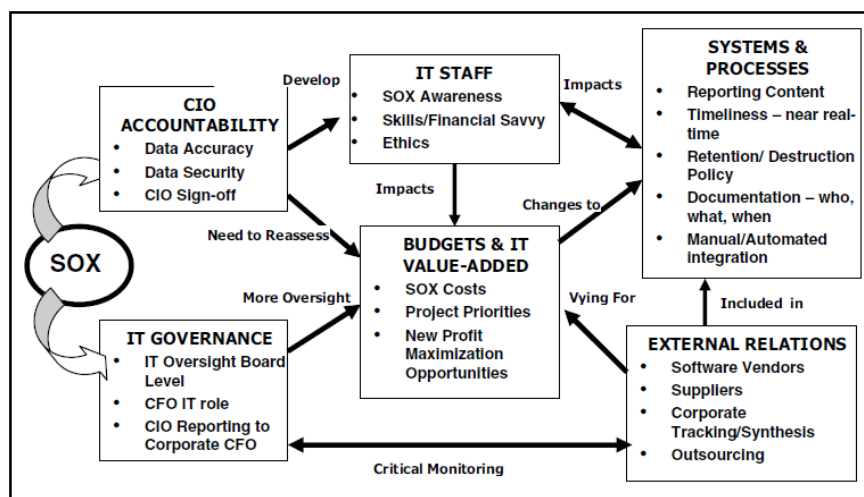 SOX
CIO
ACCOUNTABILITY
• Data Accuracy
• Data Security
• CIO Sign-off
Develop
IT STAFF
• SOX Awareness
• Skills/Financial Savvy
• Ethics
Impacts
SYSTEMS &
PROCESSES
• Reporting Content
• Timeliness – near real-
time
• Retention/ Destruction
Policy
• Documentation – who,
what, when
• Manual/Automated
integration
Impacts
Changes to
Need to Reassess
BUDGETS & IT
VALUE-ADDED
• SOX Costs
• Project Priorities
• New Profit
Maximization
Opportunities
More Oversight
Vying For
Included in
IT GOVERNANCE
• IT Oversight Board
Level
• CFO IT role
• CIO Reporting to
Corporate CFO
EXTERNAL RELATIONS
• Software Vendors
• Suppliers
• Corporate
Tracking/Synthesis
• Outsourcing
Critical Monitoring